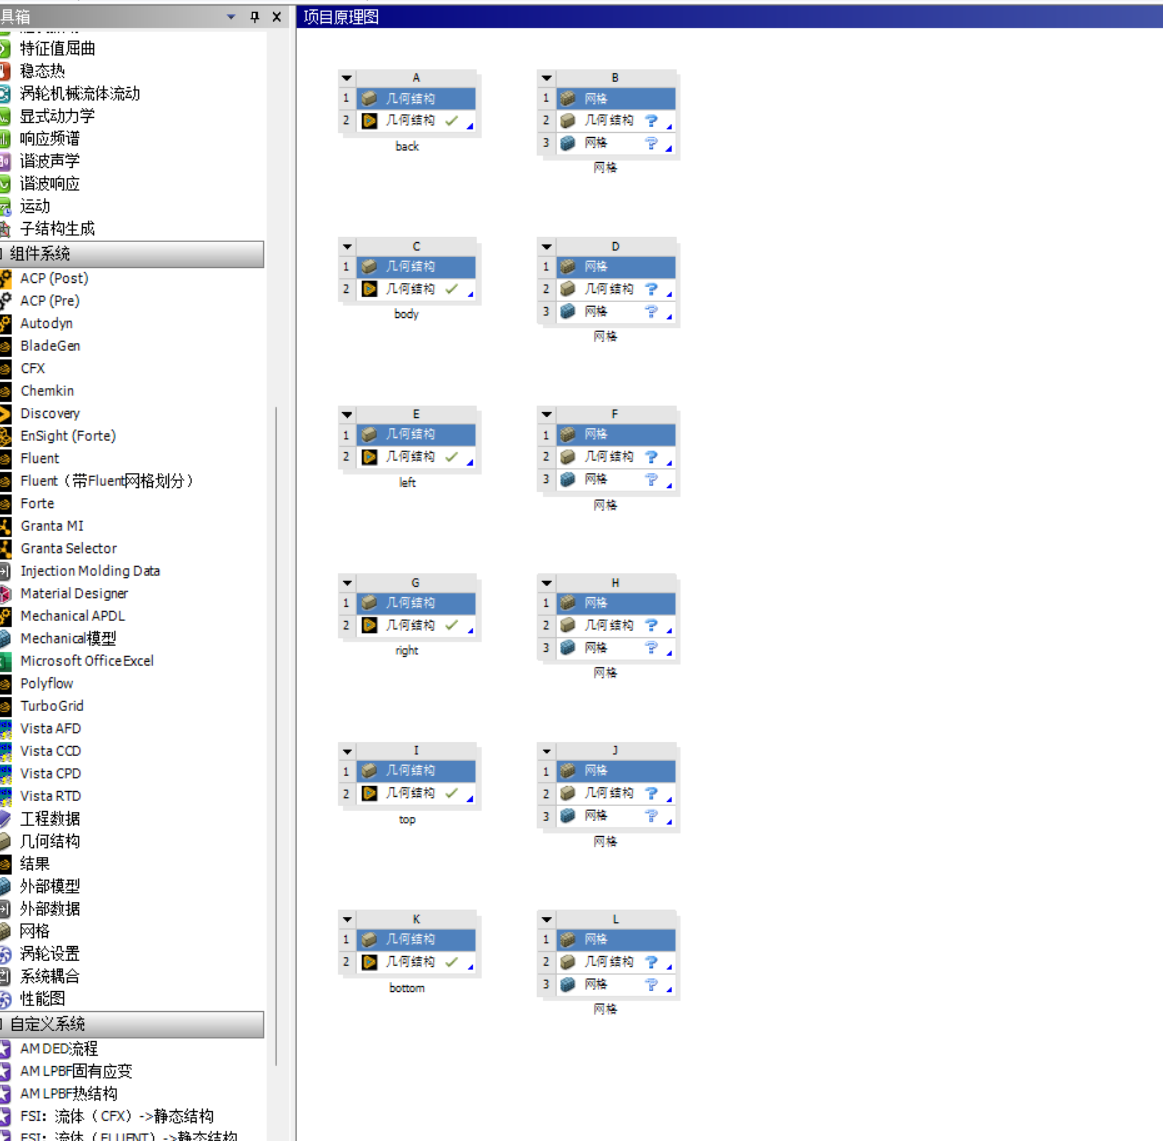 具箱
项目原理图
特征值屈曲
稳态热
涡轮机械流体流动
显式动力学
响应频谱
谐波声学
谐波响应
运动
子结构生成
组件系统
ACP (Post)
ACP (Pre)
Autodyn
BladeGen
CFX
Chemkin
Discovery
EnSight (Forte)
Fluent
Fluent（带Fluent网格划分）
Forte
Granta MI
Granta Selector
Injection Molding Data
Material Designer
Mechanical APDL
Mechanical模型
Microsoft Office Excel
Polyflow
TurboGrid
Vista AFD
Vista CCD
Vista CPD
Vista RTD
工程数据
几何结构
结果
外部模型
外部数据
网格
涡轮设置
系统耦合
性能图
自定义系统
AM DED流程
AM LPBF固有应变
AM LPBF热结构
FSI：流体（CFX）->静态结构
FSI：流体（FLUENT）->静态结构
A
1 几何结构
2 几何结构
back
B
1 网格
2 几何结构 ?
3 网格 ?
网格
C
1 几何结构
2 几何结构
body
D
1 网格
2 几何结构 ?
3 网格 ?
网格
E
1 几何结构
2 几何结构
left
F
1 网格
2 几何结构 ?
3 网格 ?
网格
G
1 几何结构
2 几何结构
right
H
1 网格
2 几何结构 ?
3 网格 ?
网格
I
1 几何结构
2 几何结构
top
J
1 网格
2 几何结构 ?
3 网格 ?
网格
K
1 几何结构
2 几何结构
bottom
L
1 网格
2 几何结构 ?
3 网格 ?
网格